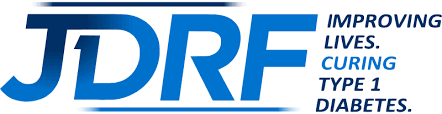 JDRF
IMPROVING
LIVES.
CURING
TYPE 1
DIABETES.